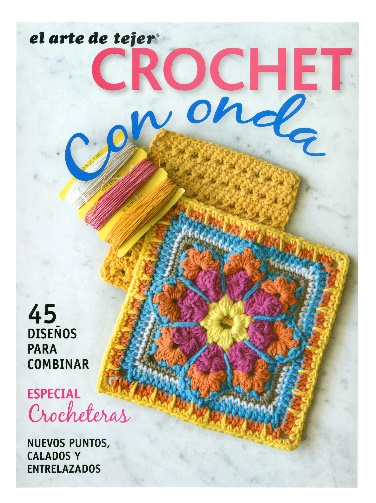 el arte de tejer®
CROCHET
Con onda
45
DISEÑOS
PARA
COMBINAR
ESPECIAL
Crocheteras
NUEVOS PUNTOS,
CALADOS Y
ENTRELAZADOS